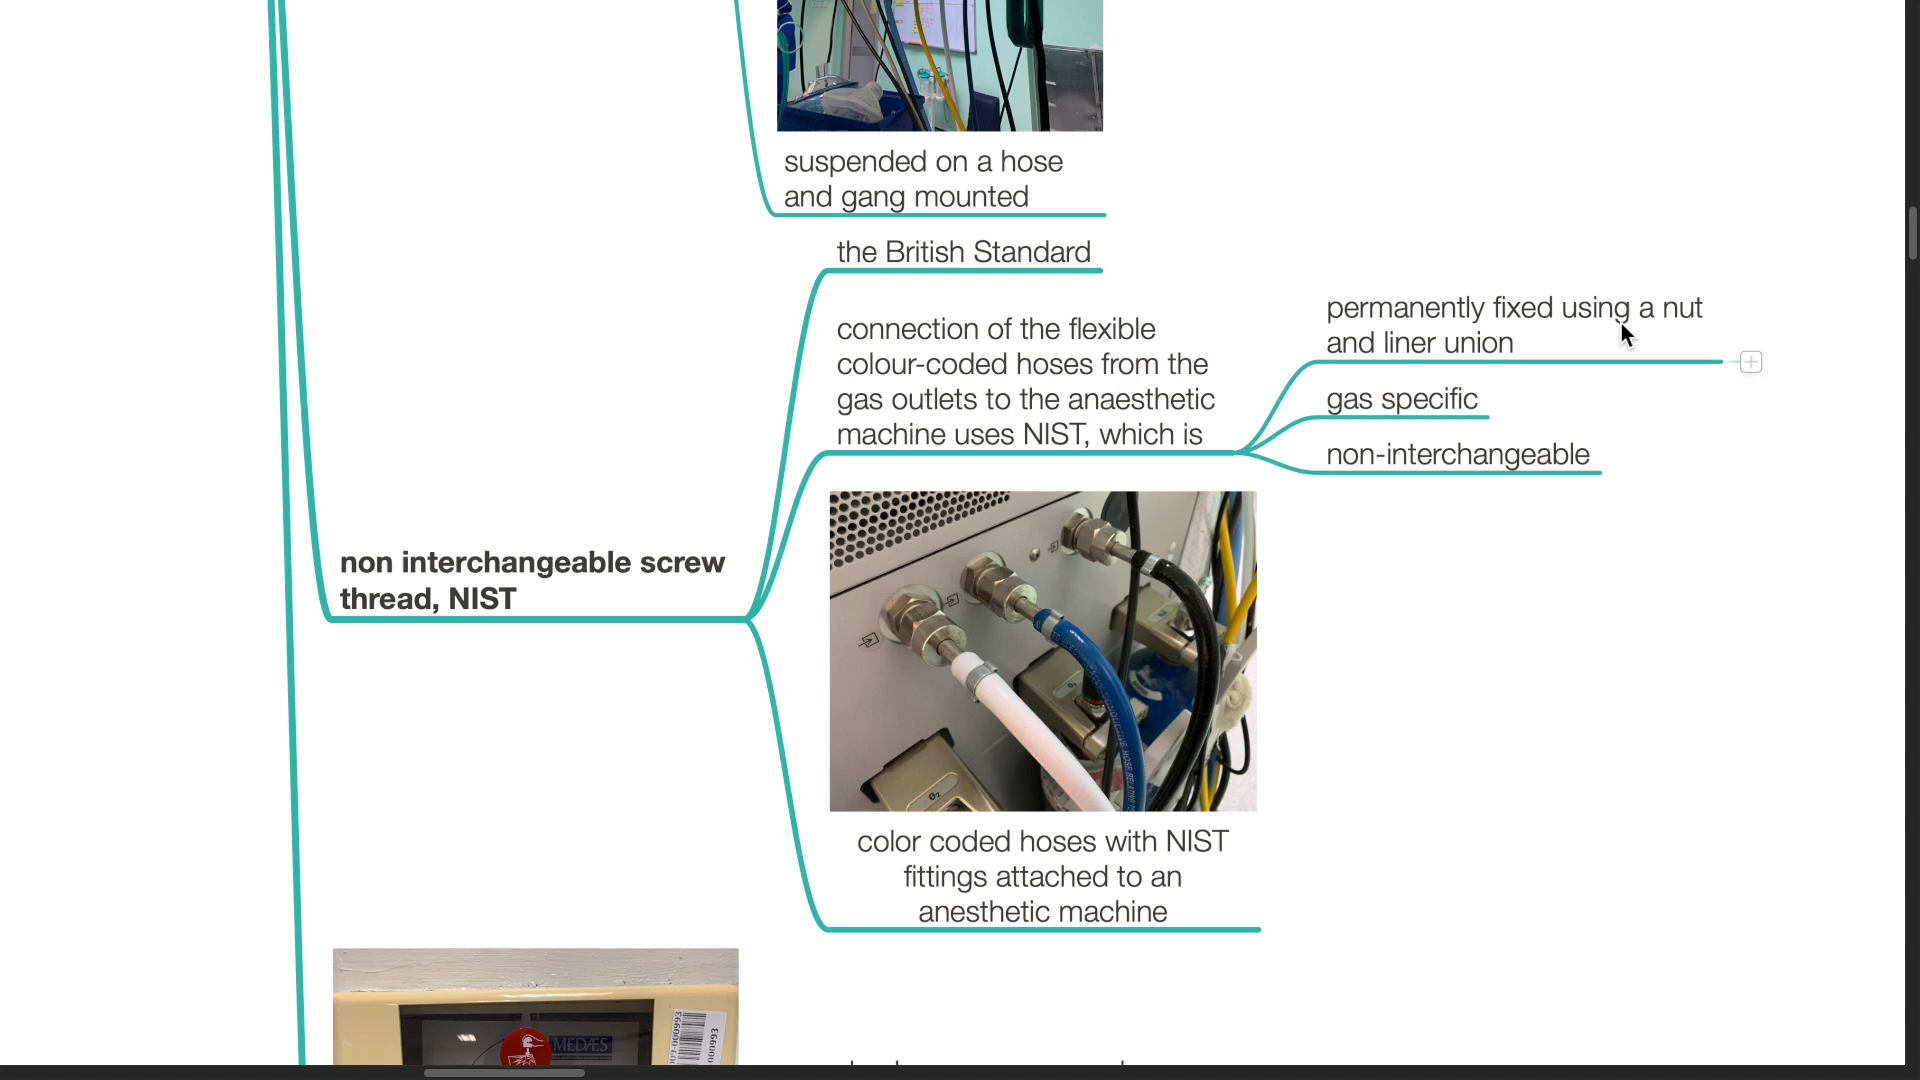 suspended on a hose
and gang mounted
the British Standard
connection of the flexible
colour-coded hoses from the
gas outlets to the anaesthetic
machine uses NIST, which is
permanently fixed using a nut
and liner union
gas specific
non-interchangeable
non interchangeable screw
thread, NIST
O₂
color coded hoses with NIST
fittings attached to an
anesthetic machine
MEDÆS